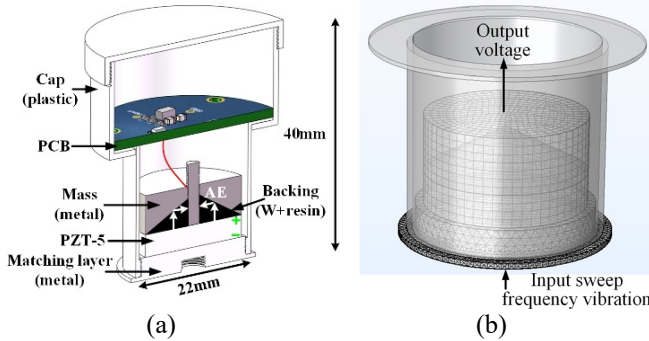 Cap
(plastic)
PCB
Mass
(metal)
PZT-5
Matching layer
(metal)
AE
Backing
(W+resin)
+
−
40mm
22mm
(a)
Output
voltage
Input sweep
frequency vibration
(b)